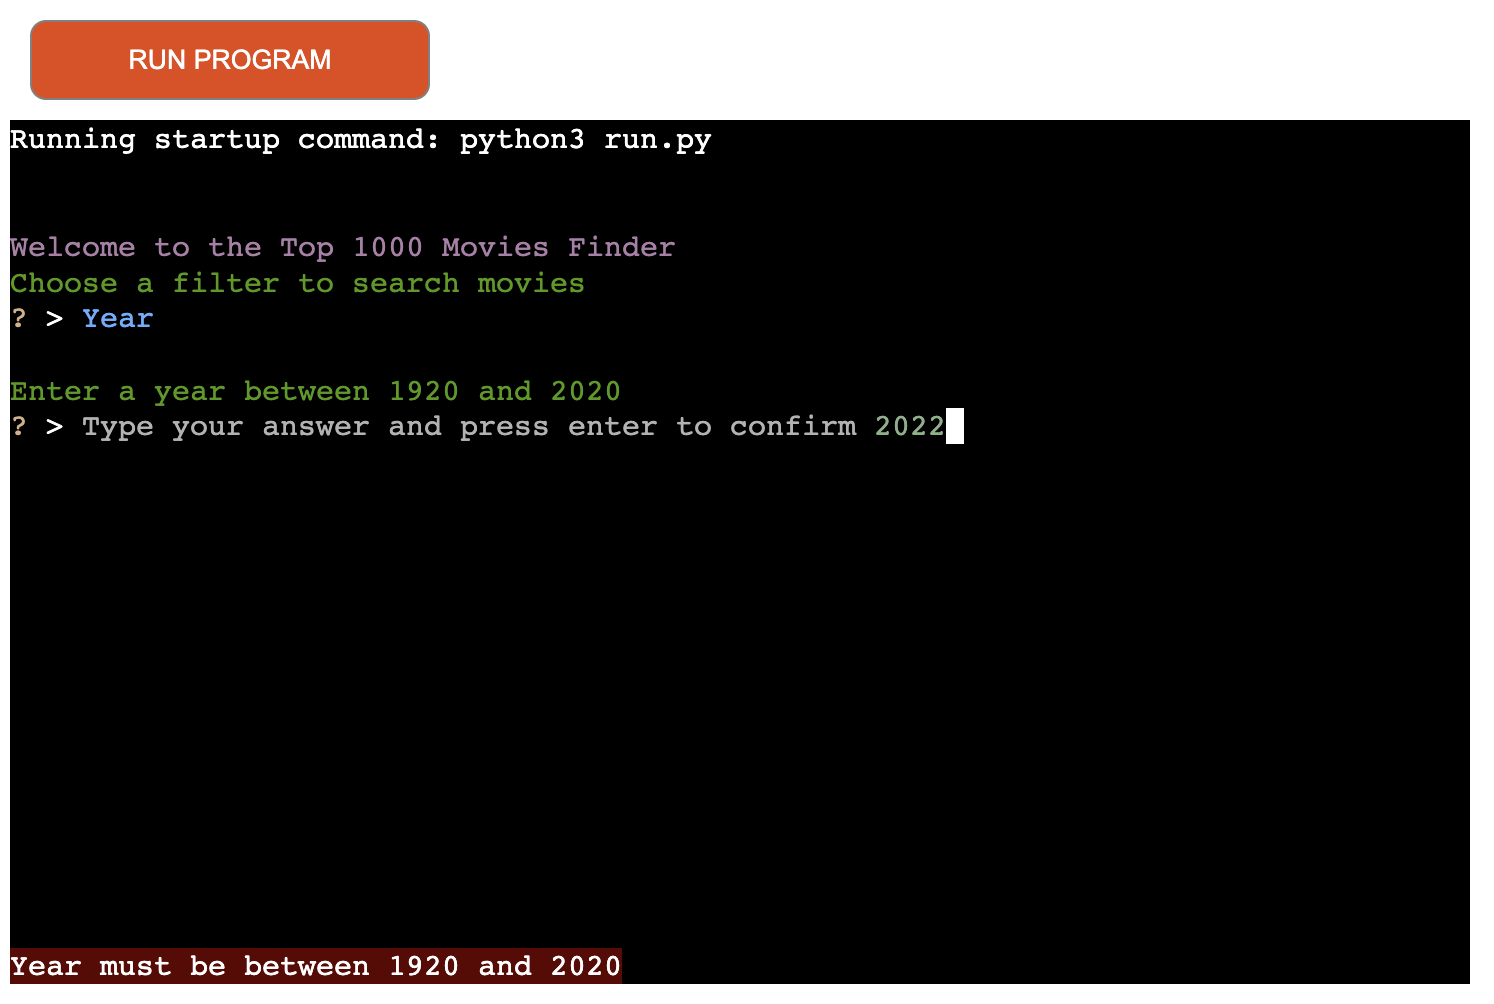 RUN PROGRAM
Running startup command: python3 run.py
Welcome to the Top 1000 Movies Finder
Choose a filter to search movies
? > Year
Enter a year between 1920 and 2020
? > Type your answer and press enter to confirm 2022
Year must be between 1920 and 2020